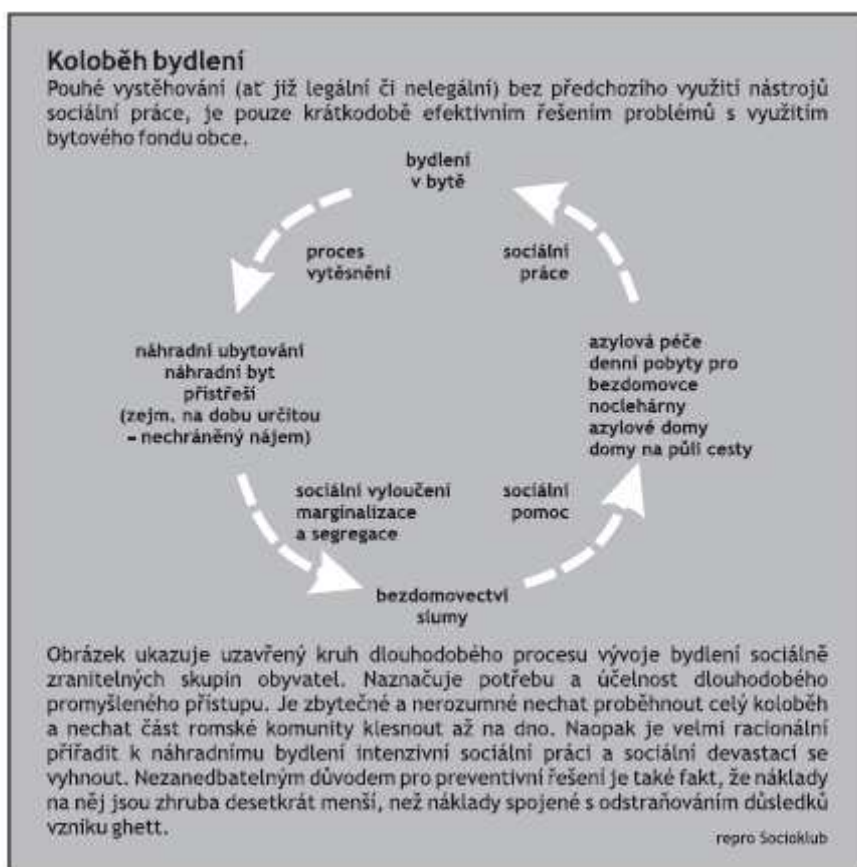 Koloběh bydlení
Pouhé vystěhování (ať již legální či nelegální) bez předchozího využití nástrojů
sociální práce, je pouze krátkodobě efektivním řešením problémů s využitím
bytového fondu obce.
bydlení
v bytě
proces
vytěsnění
sociální
práce
náhradní ubytování
náhradní byt
přístřeší
(zejm. na dobu určitou
– nechráněný nájem)
azylová péče
denní pobyty pro
bezdomovce
noclehárny
azylové domy
domy na půli cesty
sociální vyloučení
marginalizace
a segregace
sociální
pomoc
bezdomovectví
slumy
Obrázek ukazuje uzavřený kruh dlouhodobého procesu vývoje bydlení sociálně
zranitelných skupin obyvatel. Naznačuje potřebu a účelnost dlouhodobého
promyšleného přístupu. Je zbytečné a nerozumné nechat proběhnout celý koloběh
a nechat část romské komunity klesnout až na dno. Naopak je velmi racionální
přiřadit k náhradnímu bydlení intenzivní sociální práci a sociální devastaci se
vyhnout. Nezanedbatelným důvodem pro preventivní řešení je také fakt, že náklady
na něj jsou zhruba desetkrát menší, než náklady spojené s odstraňováním důsledků
vzniku ghett.
repro Socioklub